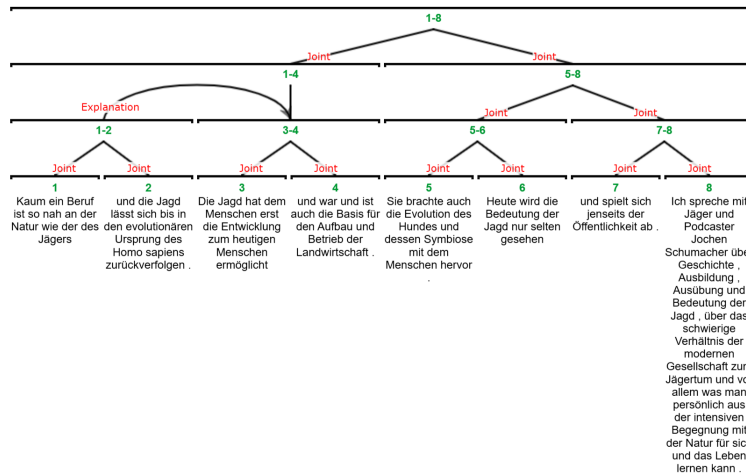 1-8
Joint
Joint
1-4
5-8
Explanation
Joint
Joint
1-2
3-4
5-6
7-8
Joint
Joint
Joint
Joint
Joint
Joint
Joint
Joint
1
Kaum ein Beruf
ist so nah an der
Natur wie der des
Jägers
2
und die Jagd
lässt sich bis in
den evolutionären
Ursprung des
Homo sapiens
zurückverfolgen .
3
Die Jagd hat dem
Menschen erst
die Entwicklung
zum heutigen
Menschen
ermöglicht
4
und war und ist
auch die Basis für
den Aufbau und
Betrieb der
Landwirtschaft .
5
Sie brachte auch
die Evolution des
Hundes und
dessen Symbiose
mit dem
Menschen hervor
.
6
Heute wird die
Bedeutung der
Jagd nur selten
gesehen
7
und spielt sich
jenseits der
Öffentlichkeit ab .
8
Ich spreche mit
Jäger und
Podcaster
Jochen
Schumacher übe
Geschichte ,
Ausbildung ,
Ausübung und
Bedeutung der
Jagd , über das
schwierige
Verhältnis der
modernen
Gesellschaft zum
Jägertum und vo
allem was man
persönlich aus
der intensiven
Begegnung mit
der Natur für sic
und das Leben
lernen kann .